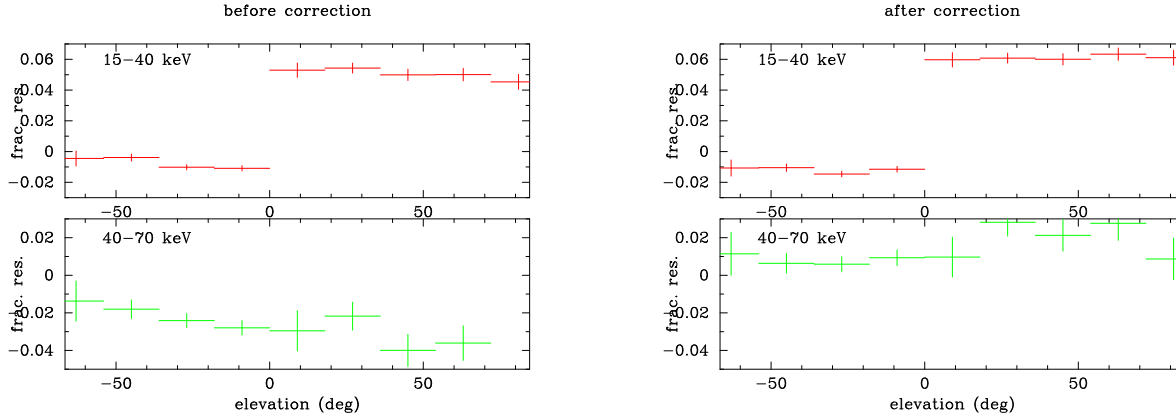 before correction
after correction
15−40 keV
0.06
0.04
0.02
0
−0.02
frac. res.
−50
0
50
15−40 keV
0.06
0.04
0.02
0
−0.02
frac. res.
−50
0
50
40−70 keV
0.02
0
−0.02
−0.04
frac. res.
−50
0
50
elevation (deg)
40−70 keV
0.02
0
−0.02
−0.04
frac. res.
−50
0
50
elevation (deg)